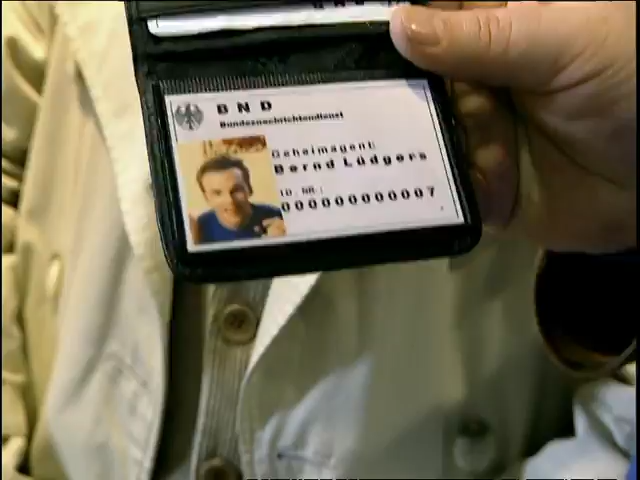 BND
Bundesnachrichtendienst
Geheimagent:
Bernd Lüdgers
ID. NR.:
000000000007